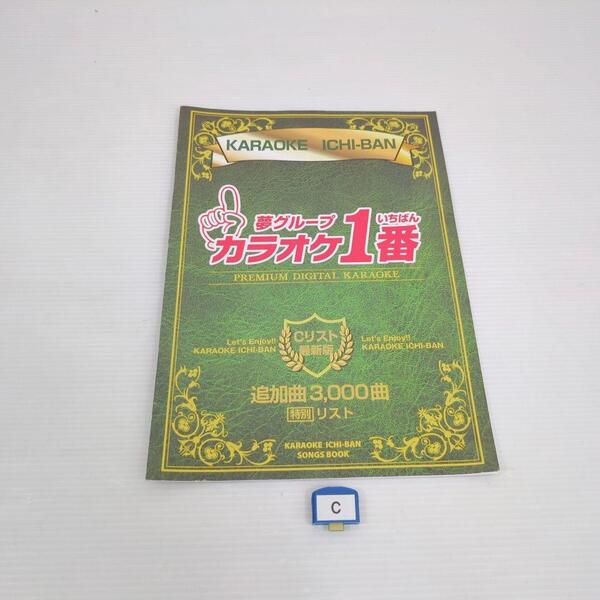 KARAOKE ICHI-BAN
夢グループ
いちばん
カラオケ1番
PREMIUM DIGITAL KARAOKE
Let's Enjoy!!
KARAOKE ICHI-BAN
Cリスト
最新版
Let's Enjoy!!
KARAOKE ICHI-BAN
追加曲3,000曲
特別 リスト
KARAOKE ICHI-BAN
SONGS BOOK
C